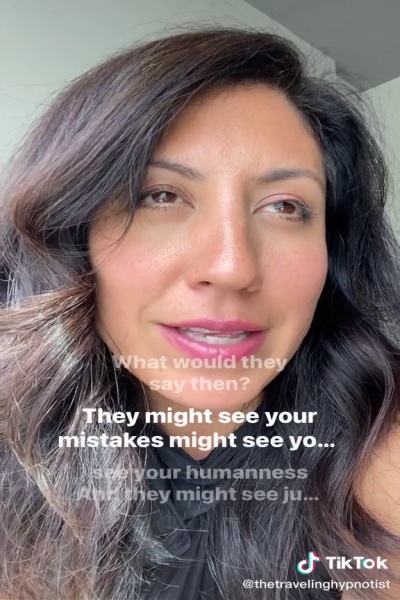 What would they
say then?
They might see your
mistakes might see yo...
see your humanness
And they might see ju...
TikTok
@thetravelinghypnotist